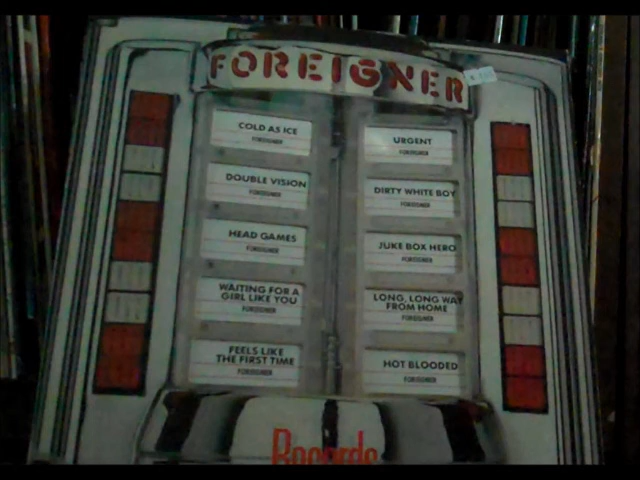 FOREIGNER
COLD AS ICE
FOREIGNER
DOUBLE VISION
FOREIGNER
HEAD GAMES
FOREIGNER
WAITING FOR A
GIRL LIKE YOU
FOREIGNER
FEELS LIKE
THE FIRST TIME
FOREIGNER
URGENT
FOREIGNER
DIRTY WHITE BOY
FOREIGNER
JUKE BOX HERO
FOREIGNER
LONG, LONG WAY
FROM HOME
FOREIGNER
HOT BLOODED
FOREIGNER
Records